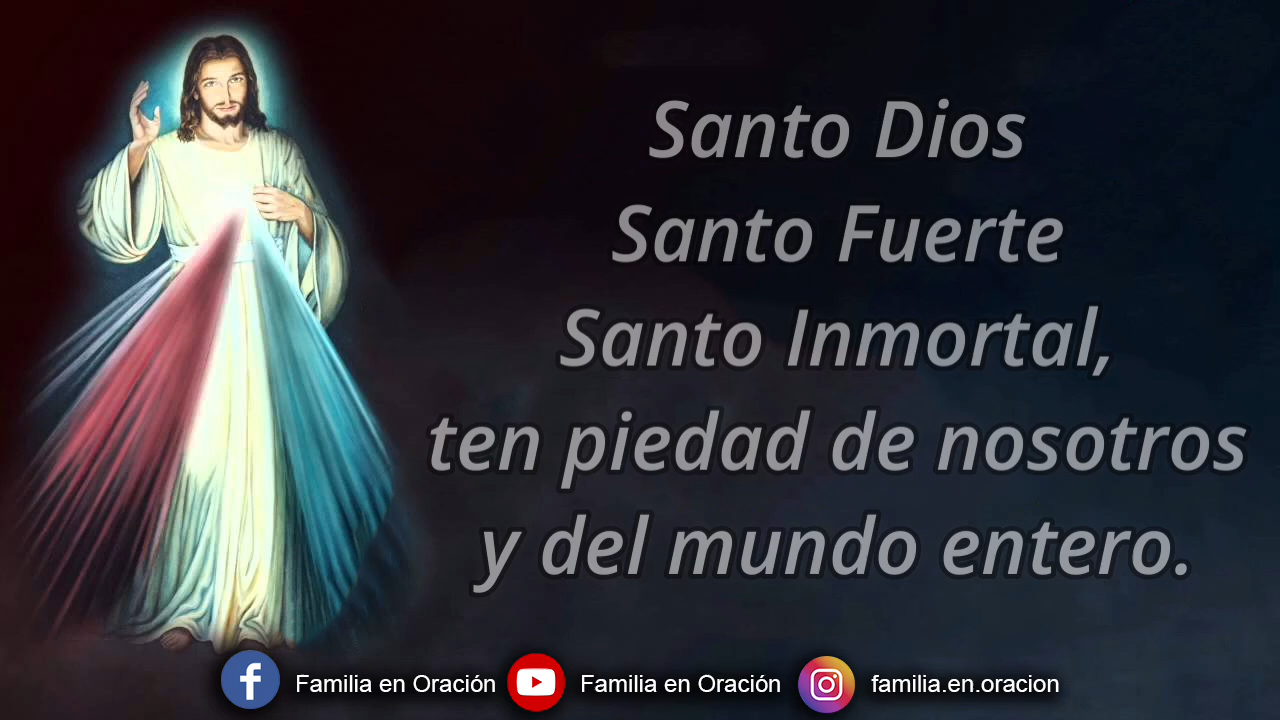 Santo Dios
Santo Fuerte
Santo Inmortal,
ten piedad de nosotros
y del mundo entero.
Familia en Oración
Familia en Oración
familia.en.oracion